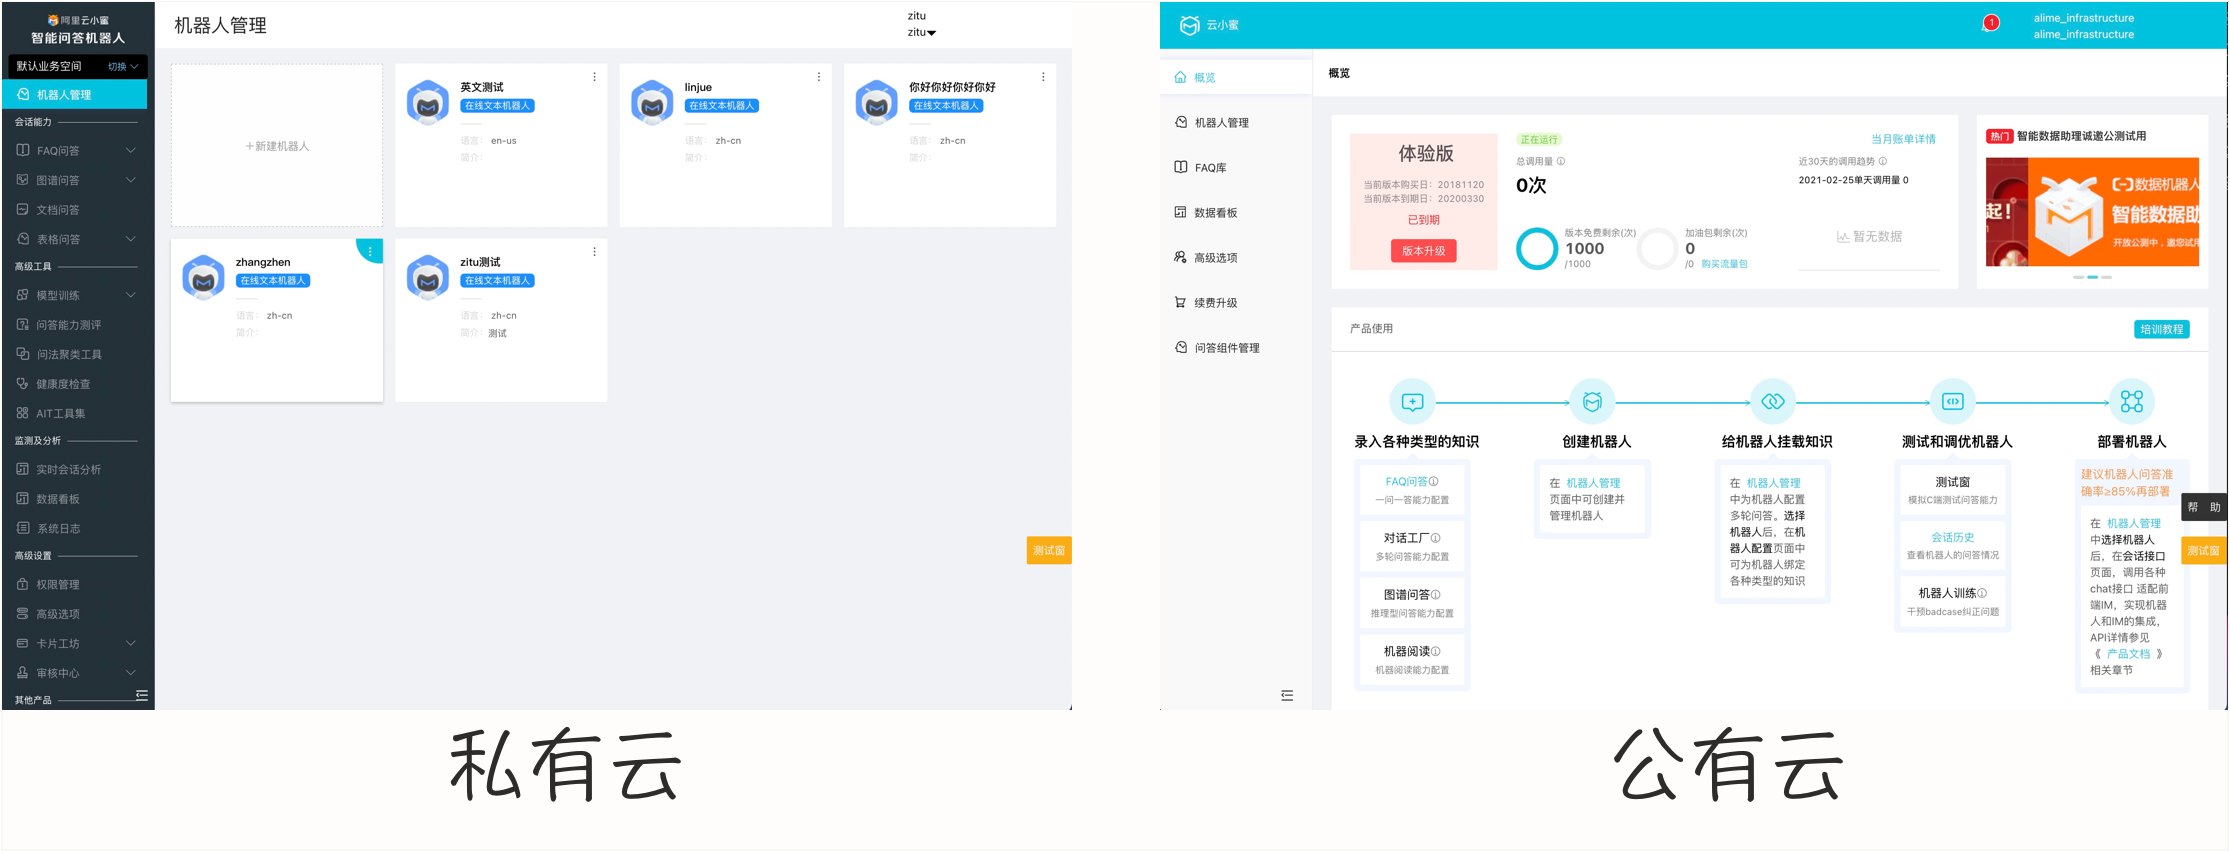 阿里云小蜜
智能问答机器人
默认业务空间 切换
机器人管理
会话能力
FAQ问答
图谱问答
文档问答
表格问答
高级工具
模型训练
问答能力测评
问法聚类工具
健康度检查
AIT工具集
监测及分析
实时会话分析
数据看板
系统日志
高级设置
权限管理
高级选项
卡片工坊
审核中心
其他产品
机器人管理
zitu
zitu
+新建机器人
英文测试
在线文本机器人
语言: en-us
简介:
linjue
在线文本机器人
语言: zh-cn
简介:
你好你好你好你好
在线文本机器人
语言: zh-cn
简介:
zhangzhen
在线文本机器人
语言: zh-cn
简介:
zitu测试
在线文本机器人
语言: zh-cn
简介: 测试
测试窗
私有云
云小蜜
1
alime_infrastructure
alime_infrastructure
概览
机器人管理
FAQ库
数据看板
高级选项
续费升级
问答组件管理
概览
体验版
当前版本购买日: 20181120
当前版本到期日: 20200330
已到期
版本升级
正在运行
总调用量
0次
版本免费剩余(次)
1000
/1000
加油包剩余(次)
0
/0 购买流量包
当月账单详情
近30天的调用趋势
2021-02-25单天调用量 0
暂无数据
热门 智能数据助理诚邀公测试用
起!
数据机器人
智能数据助
开放公测中，邀您试用
产品使用
培训教程
录入各种类型的知识
FAQ问答
一问一答能力配置
对话工厂
多轮问答能力配置
图谱问答
推理型问答能力配置
机器阅读
机器阅读能力配置
创建机器人
在 机器人管理
页面中可创建并
管理机器人
给机器人挂载知识
在 机器人管理
中为机器人配置
多轮问答。选择
机器人后，在机
器人配置页面中
可为机器人绑定
各种类型的知识
测试和调优机器人
测试窗
模拟C端测试问答能力
会话历史
查看机器人的问答情况
机器人训练
干预badcase纠正问题
部署机器人
建议机器人问答准
确率≥85%再部署
在 机器人管理
中选择机器人
后，在会话接口
页面，调用各种
chat接口 适配前
端IM，实现机器
人和IM的集成，
API详情参见
《 产品文档 》
相关章节
帮 助
测试窗
公有云